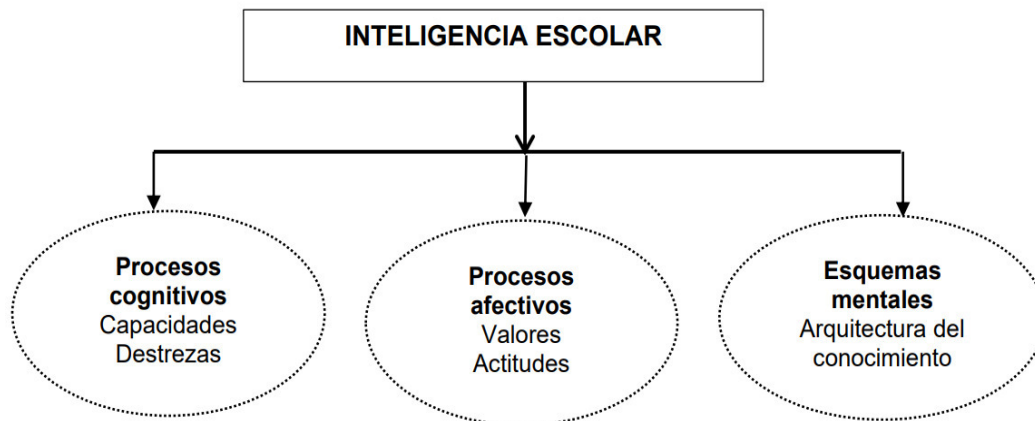 INTELIGENCIA ESCOLAR
Procesos
cognitivos
Capacidades
Destrezas
Procesos
afectivos
Valores
Actitudes
Esquemas
mentales
Arquitectura del
conocimiento